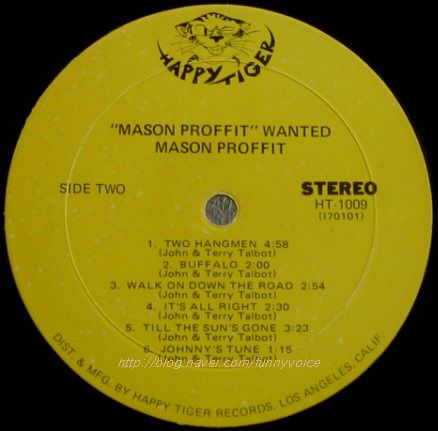 HAPPY TIGER
"MASON PROFFIT" WANTED
MASON PROFFIT
SIDE TWO
STEREO
HT-1009
(I70101)
1. TWO HANGMEN 4:58
(John & Terry Talbot)
2. BUFFALO 2:00
(John & Terry Talbot)
3. WALK ON DOWN THE ROAD 2:54
(John & Terry Talbot)
4. IT'S ALL RIGHT 2:30
(John & Terry Talbot)
5. TILL THE SUN'S GONE 3:23
(John & Terry Talbot)
6. JOHNNY'S TUNE 1:15
(John & Terry Talbot)
http://blog.naver.com/funnyvoice
DIST. & MFG. BY HAPPY TIGER RECORDS, LOS ANGELES, CALIF.